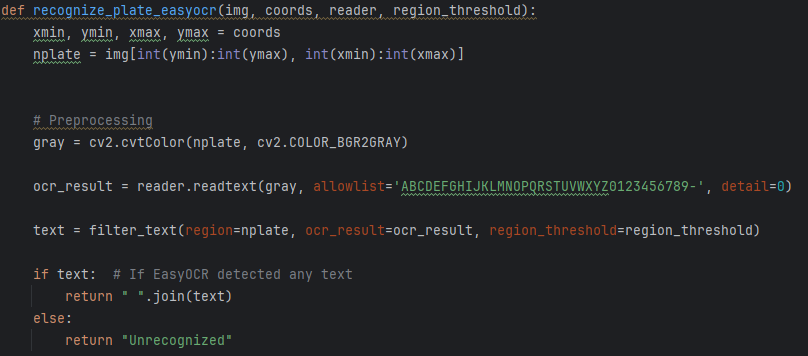 def recognize_plate_easyocr(img, coords, reader, region_threshold):
    xmin, ymin, xmax, ymax = coords
    nplate = img[int(ymin):int(ymax), int(xmin):int(xmax)]
    # Preprocessing
    gray = cv2.cvtColor(nplate, cv2.COLOR_BGR2GRAY)
    ocr_result = reader.readtext(gray, allowlist='ABCDEFGHIJKLMNOPQRSTUVWXYZ0123456789-', detail=0)
    text = filter_text(region=nplate, ocr_result=ocr_result, region_threshold=region_threshold)
    if text:  # If EasyOCR detected any text
        return " ".join(text)
    else:
        return "Unrecognized"